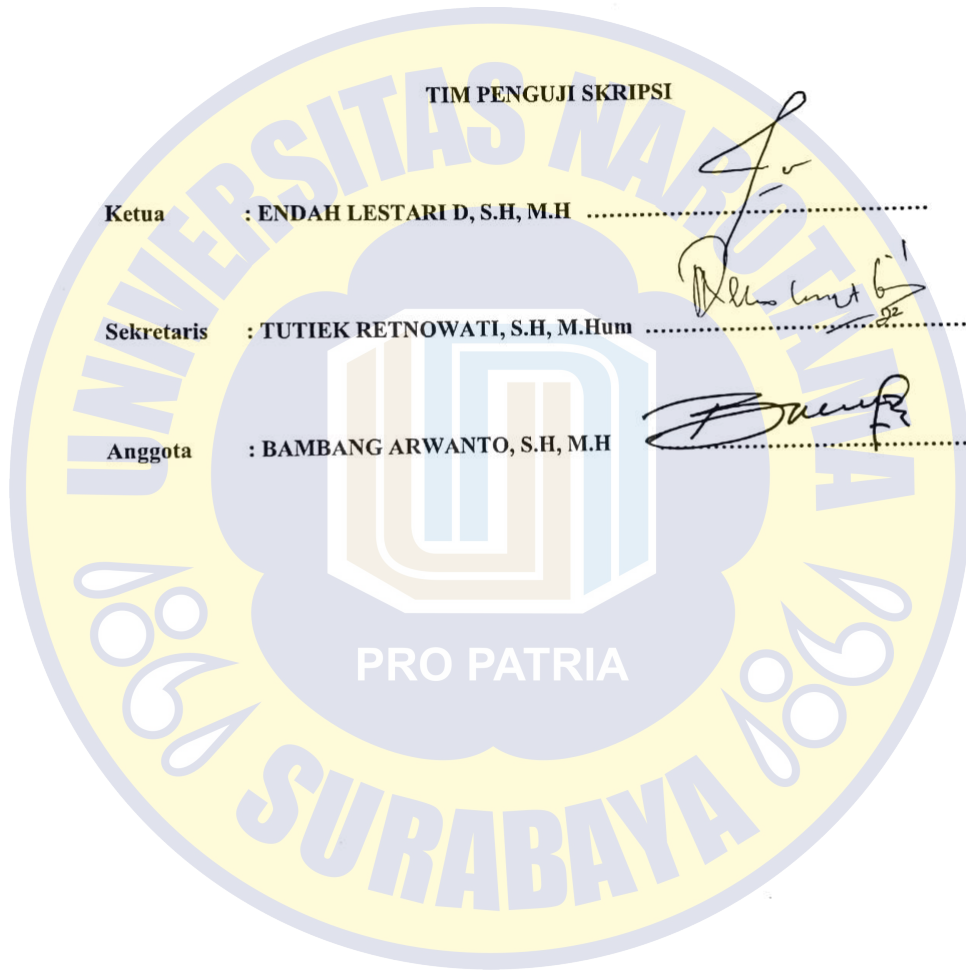 TIM PENGUJI SKRIPSI
Ketua : ENDAH LESTARI D, S.H, M.H ........................................
Sekretaris : TUTIEK RETNOWATI, S.H, M.Hum ........................................
Anggota : BAMBANG ARWANTO, S.H, M.H ........................................
UNIVERSITAS NAROTAMA
PRO PATRIA
SURABAYA